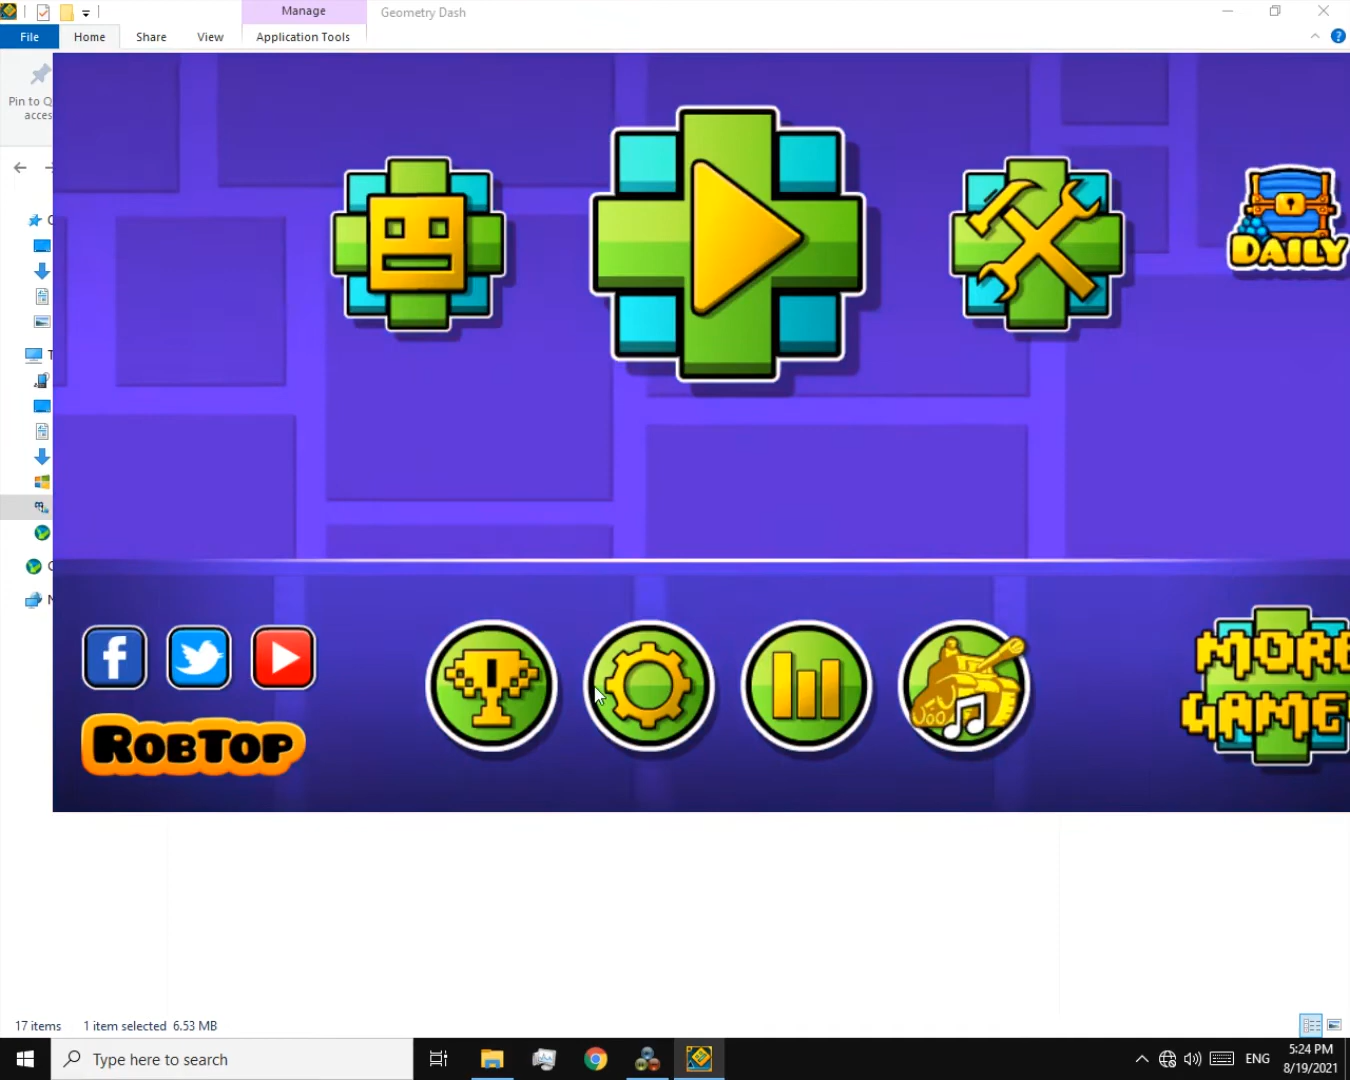 Manage
Geometry Dash
File
Home
Share
View
Application Tools
Pin to Q
acces
DAILY
f
RobTop
MORE
GAME
17 items
1 item selected 6.53 MB
Type here to search
ENG
5:24 PM
8/19/2021